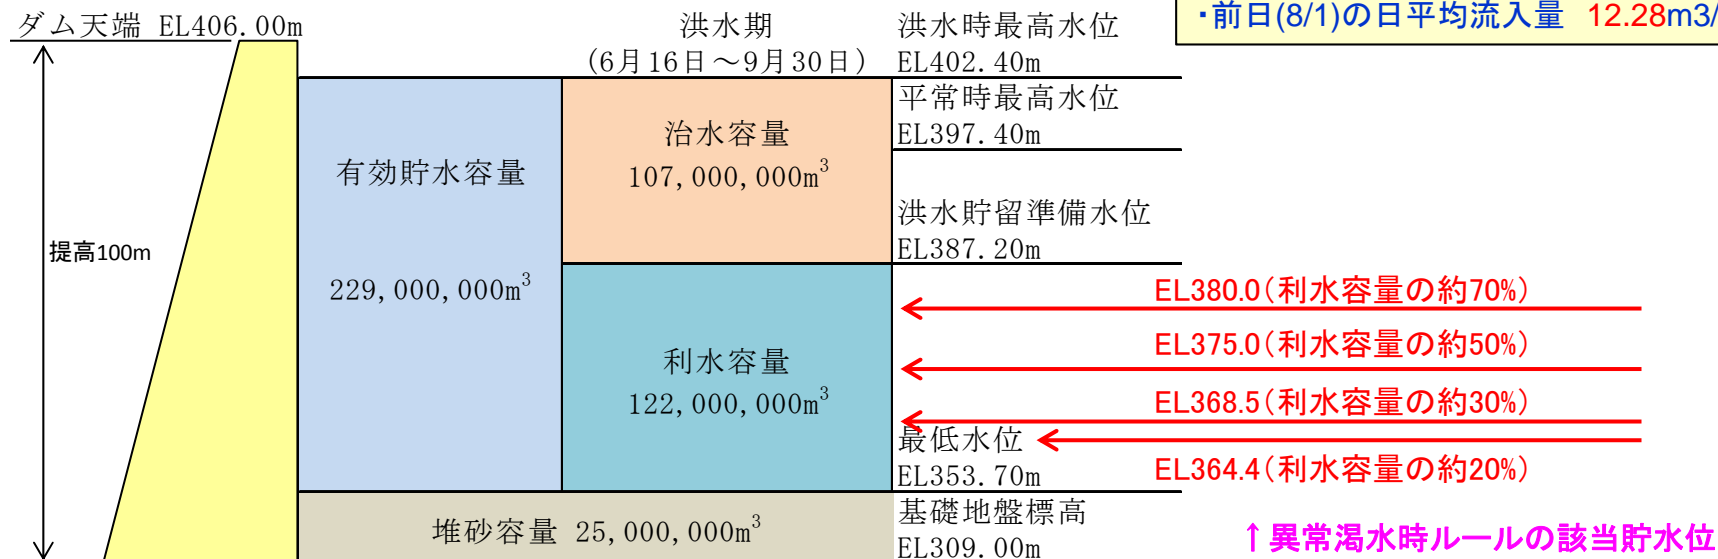 ダム天端 EL406.00m
洪水期
(6月16日～9月30日)
洪水時最高水位
EL402.40m
・前日(8/1)の日平均流入量 12.28m3/
平常時最高水位
EL397.40m
治水容量
107,000,000m³
有効貯水容量
229,000,000m³
洪水貯留準備水位
EL387.20m
提高100m
EL380.0(利水容量の約70%)
EL375.0(利水容量の約50%)
利水容量
122,000,000m³
EL368.5(利水容量の約30%)
最低水位
EL353.70m
EL364.4(利水容量の約20%)
堆砂容量 25,000,000m³
基礎地盤標高
EL309.00m
↑異常渇水時ルールの該当貯水位